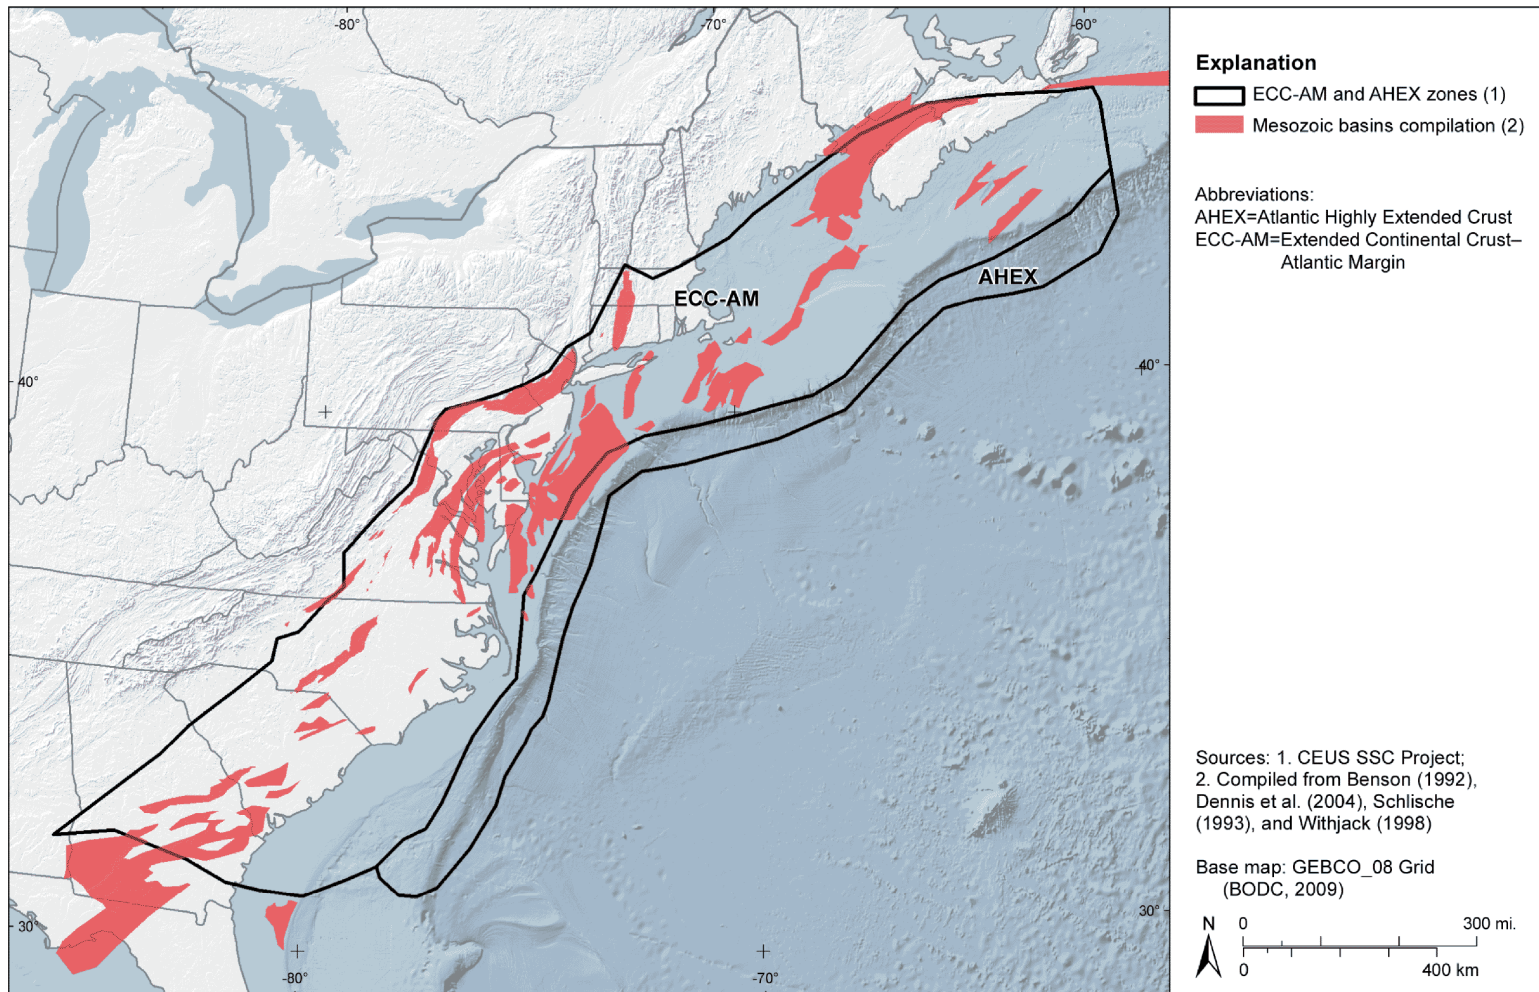 -80°
-70°
-60°
ECC-AM
AHEX
40°
40°
30°
30°
-80°
-70°
Explanation
ECC-AM and AHEX zones (1)
Mesozoic basins compilation (2)
Abbreviations:
AHEX=Atlantic Highly Extended Crust
ECC-AM=Extended Continental Crust–
Atlantic Margin
Sources: 1. CEUS SSC Project;
2. Compiled from Benson (1992),
Dennis et al. (2004), Schlische
(1993), and Withjack (1998)
Base map: GEBCO_08 Grid
(BODC, 2009)
N
0 300 mi.
0 400 km